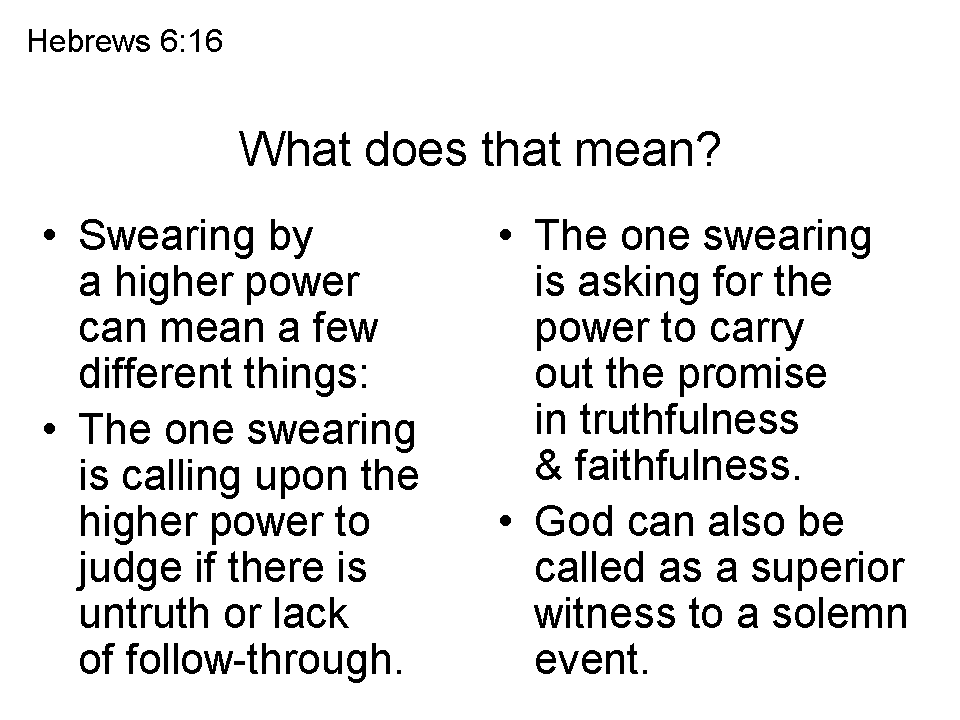 Hebrews 6:16
What does that mean?
• Swearing by
a higher power
can mean a few
different things:
• The one swearing
is calling upon the
higher power to
judge if there is
untruth or lack
of follow-through.
• The one swearing
is asking for the
power to carry
out the promise
in truthfulness
& faithfulness.
• God can also be
called as a superior
witness to a solemn
event.